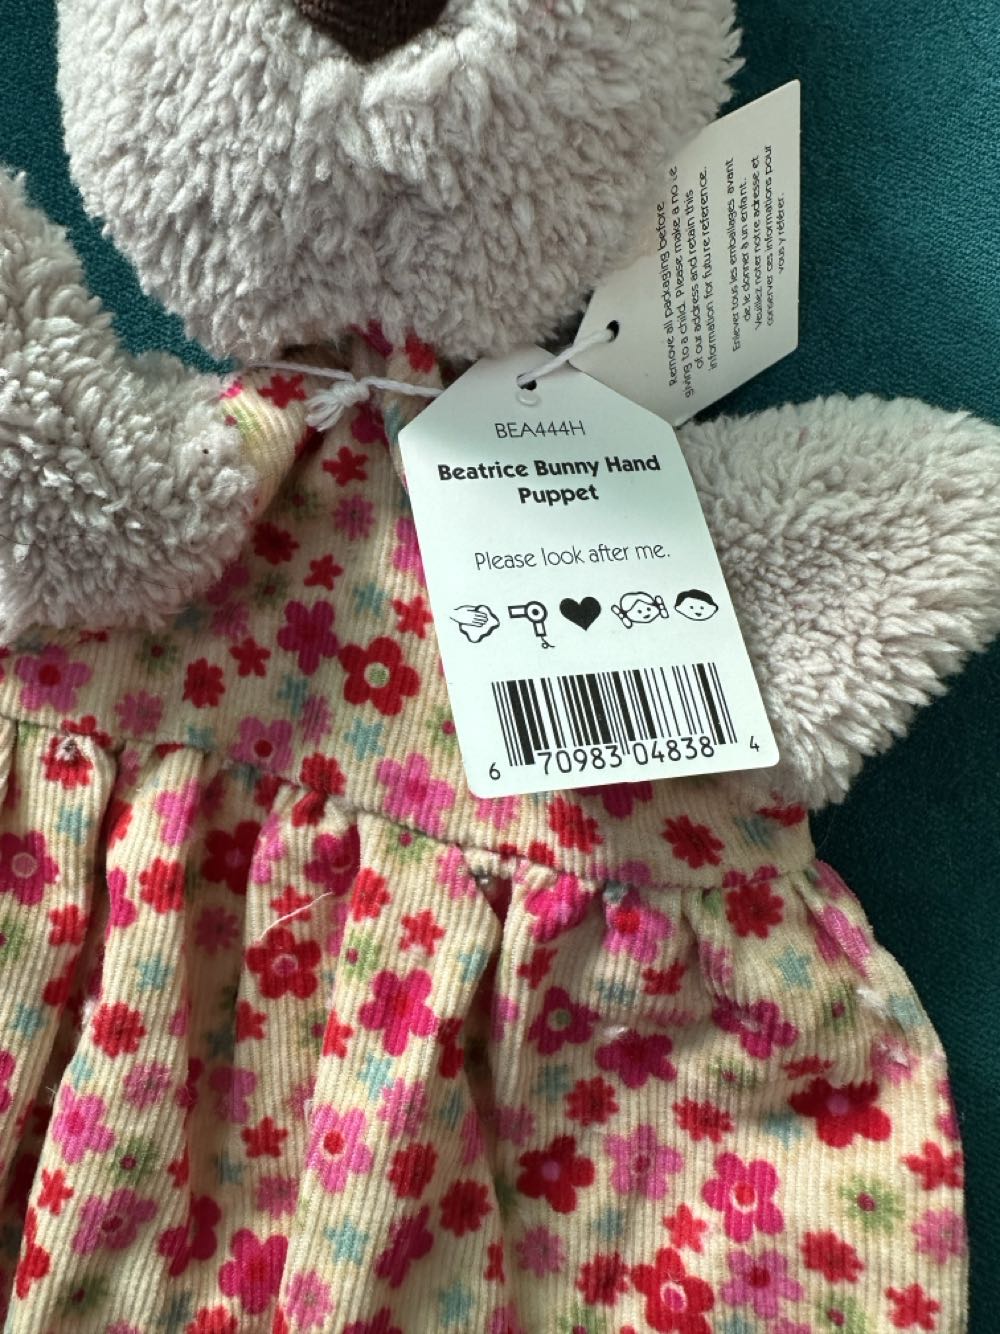 BEA444H
Beatrice Bunny Hand
Puppet
Please look after me.
6 70983 04838 4
Remove all packaging before
giving to a child. Please make a note
of our address and retain this
information for future reference.
Enlever tous les emballages avant
de le donner à un enfant.
Veuillez noter notre adresse et
conserver ces informations pour
vous y référer.